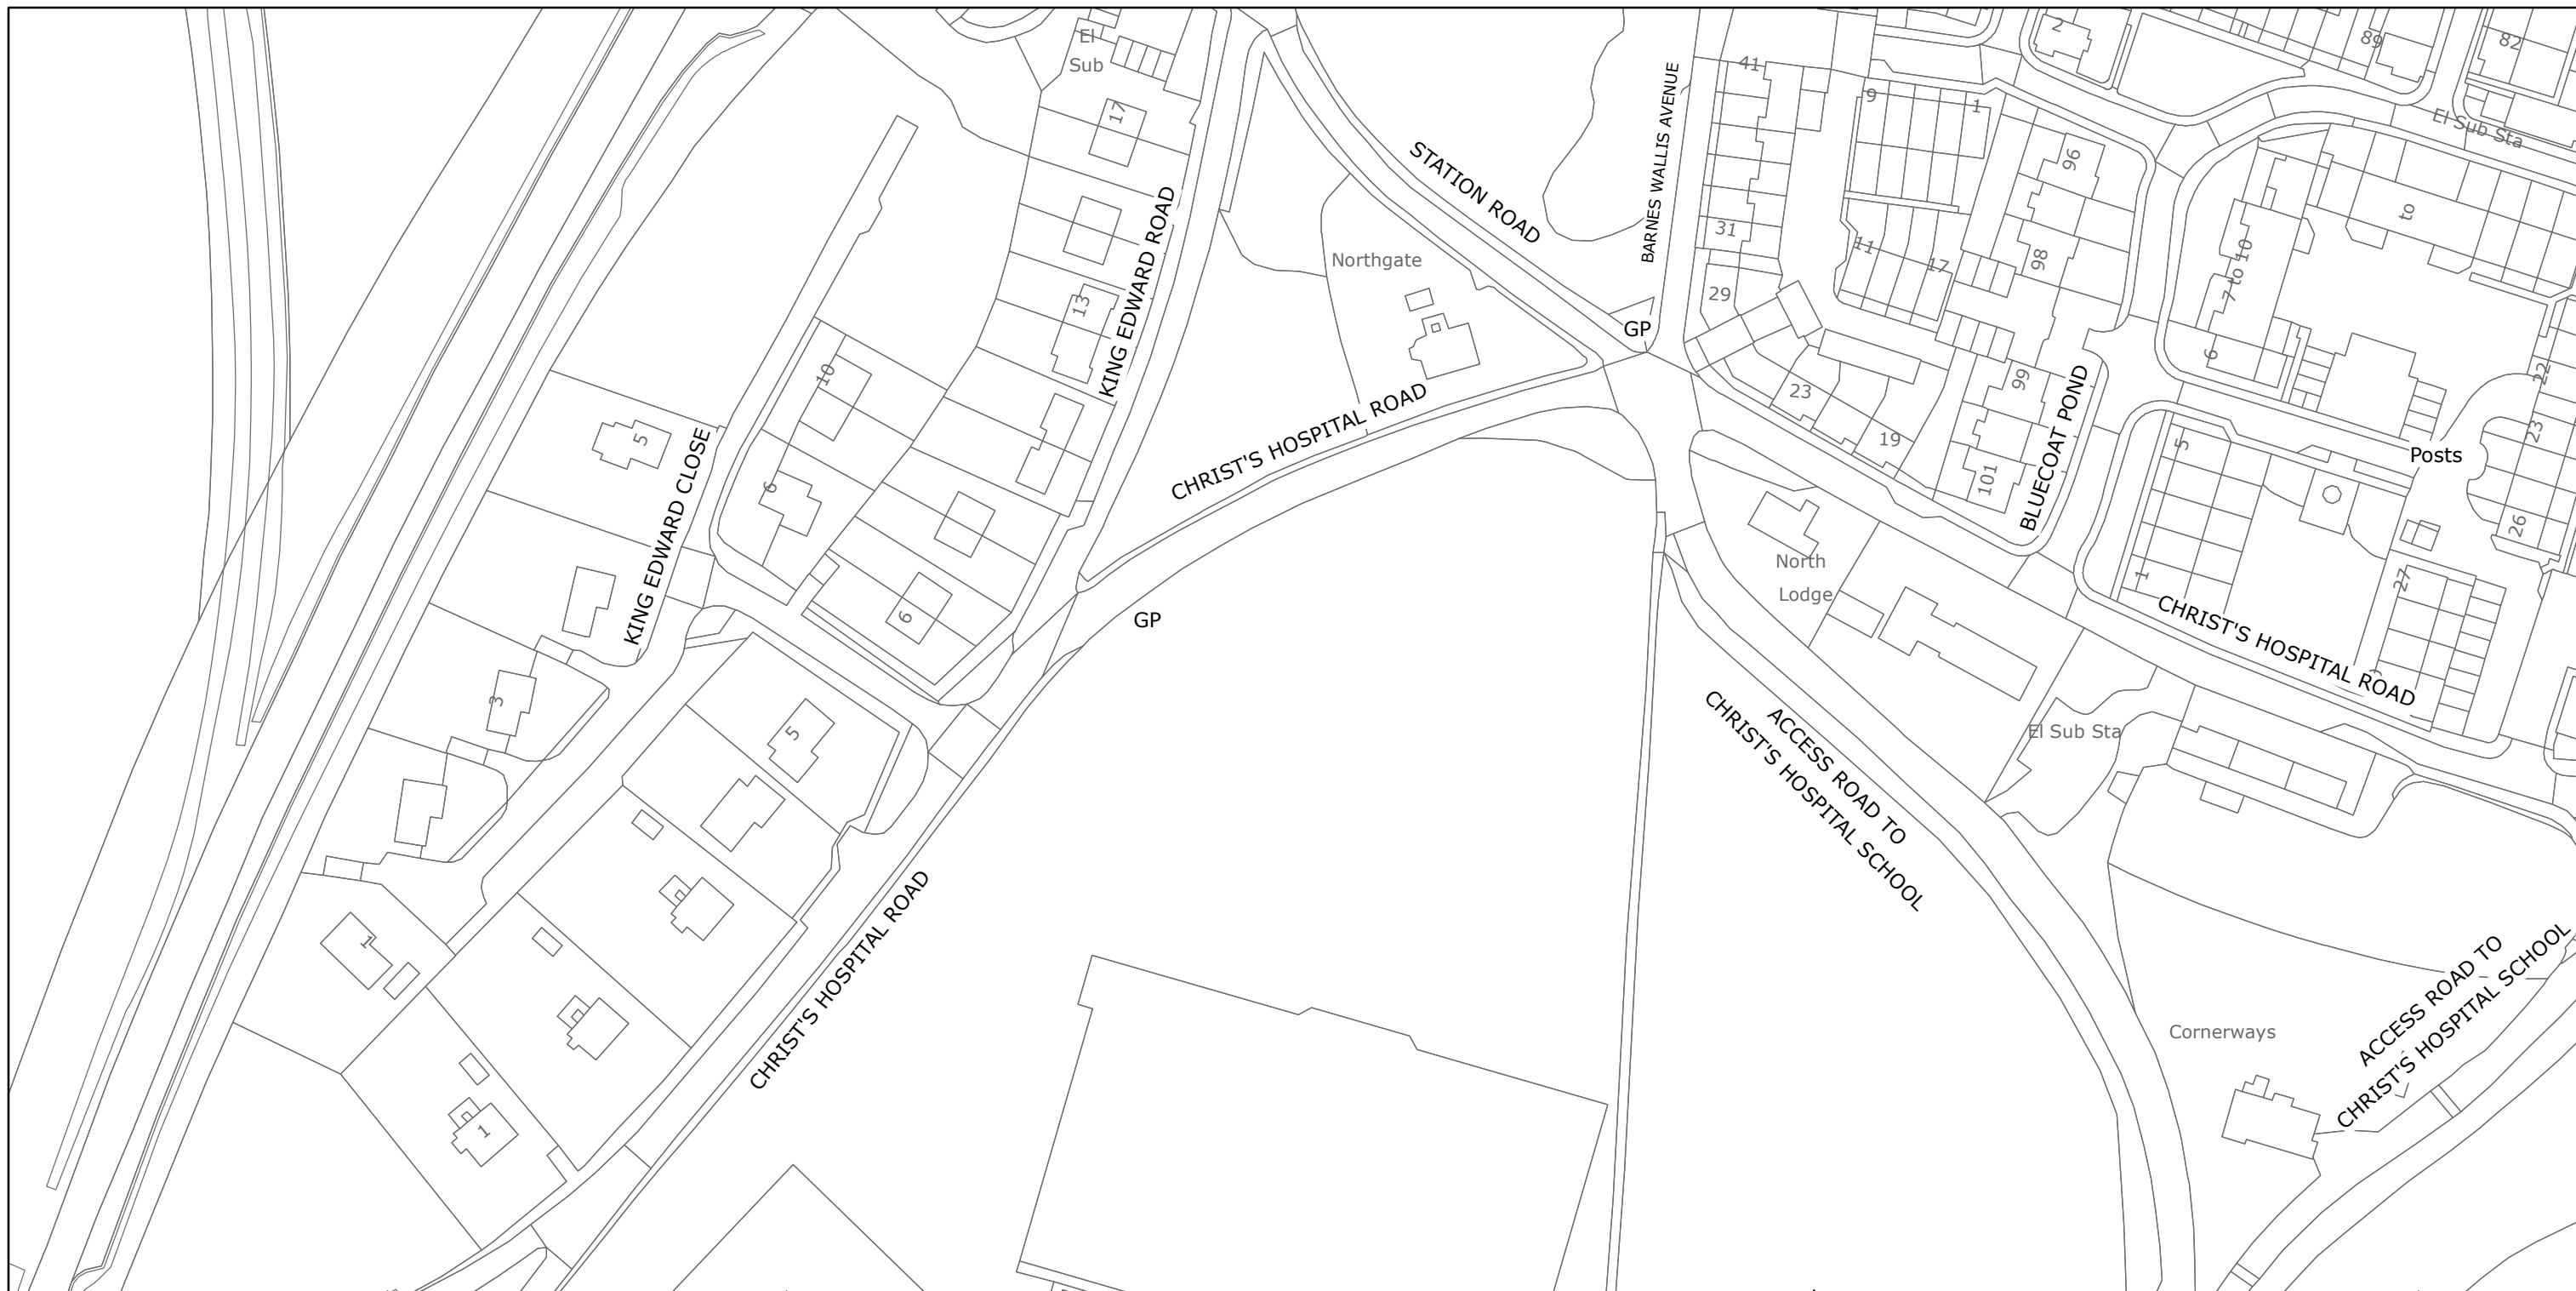 El
Sub
2
89
82
41
9
1
17
El Sub Sta
STATION ROAD
BARNES WALLIS AVENUE
96
to
KING EDWARD ROAD
31
11
17
98
7 to 10
Northgate
13
29
GP
KING EDWARD ROAD
10
6
22
99
23
CHRIST'S HOSPITAL ROAD
BLUECOAT POND
5
KING EDWARD CLOSE
19
5
23
Posts
6
101
26
North
Lodge
1
27
6
GP
CHRIST'S HOSPITAL ROAD
3
5
El Sub Sta
ACCESS ROAD TO
CHRIST'S HOSPITAL SCHOOL
CHRIST'S HOSPITAL ROAD
1
ACCESS ROAD TO
CHRIST'S HOSPITAL SCHOOL
Cornerways
1